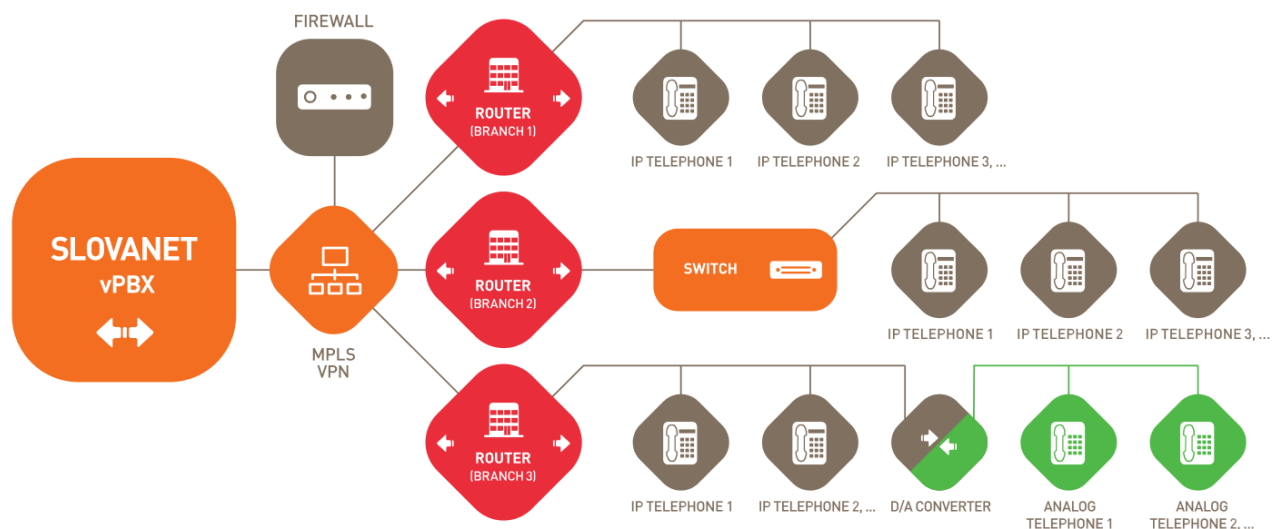 FIREWALL
ROUTER
(BRANCH 1)
IP TELEPHONE 1
IP TELEPHONE 2
IP TELEPHONE 3, ...
SLOVANET
vPBX
MPLS
VPN
ROUTER
(BRANCH 2)
SWITCH
IP TELEPHONE 1
IP TELEPHONE 2
IP TELEPHONE 3, ...
ROUTER
(BRANCH 3)
IP TELEPHONE 1
IP TELEPHONE 2, ...
D/A CONVERTER
ANALOG
TELEPHONE 1
ANALOG
TELEPHONE 2, ...